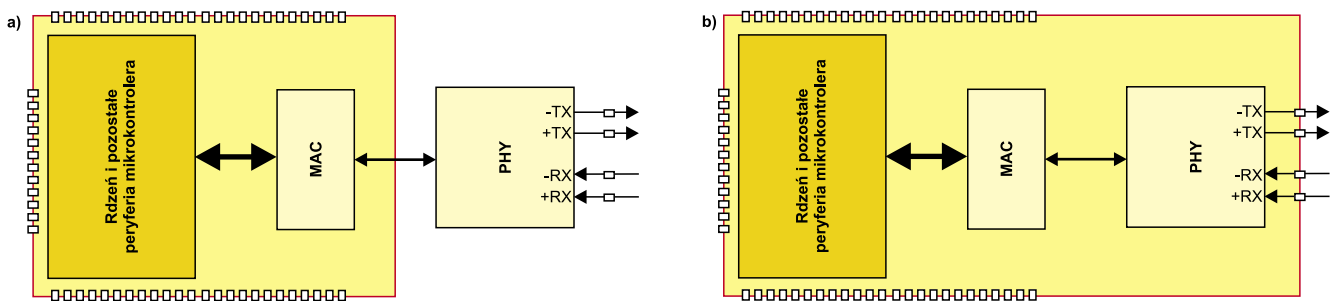 a)
Rdzeń i pozostałe
peryferia mikrokontrolera
MAC
PHY
-TX
+TX
-RX
+RX
b)
Rdzeń i pozostałe
peryferia mikrokontrolera
MAC
PHY
-TX
+TX
-RX
+RX